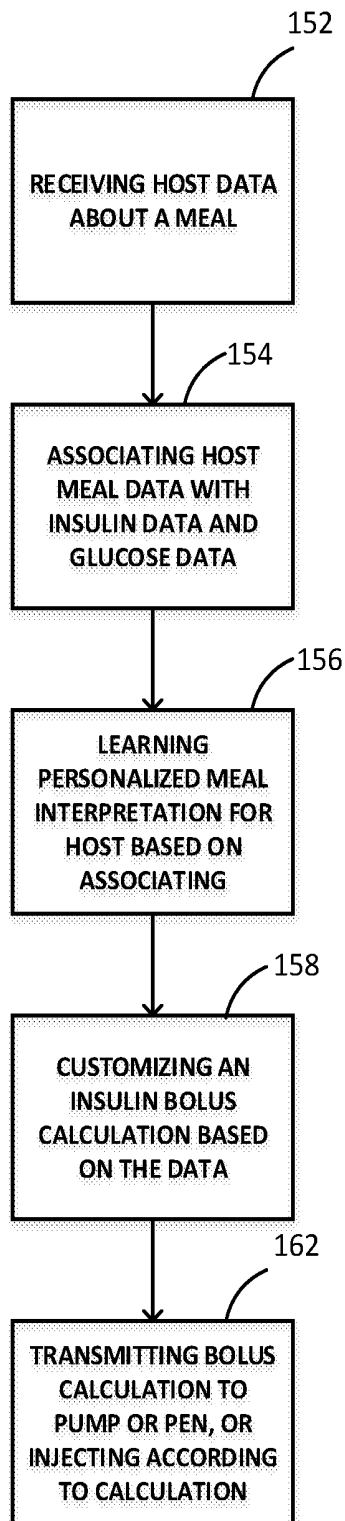 152
RECEIVING HOST DATA
ABOUT A MEAL
154
ASSOCIATING HOST
MEAL DATA WITH
INSULIN DATA AND
GLUCOSE DATA
156
LEARNING
PERSONALIZED MEAL
INTERPRETATION FOR
HOST BASED ON
ASSOCIATING
158
CUSTOMIZING AN
INSULIN BOLUS
CALCULATION BASED
ON THE DATA
162
TRANSMITTING BOLUS
CALCULATION TO
PUMP OR PEN, OR
INJECTING ACCORDING
TO CALCULATION